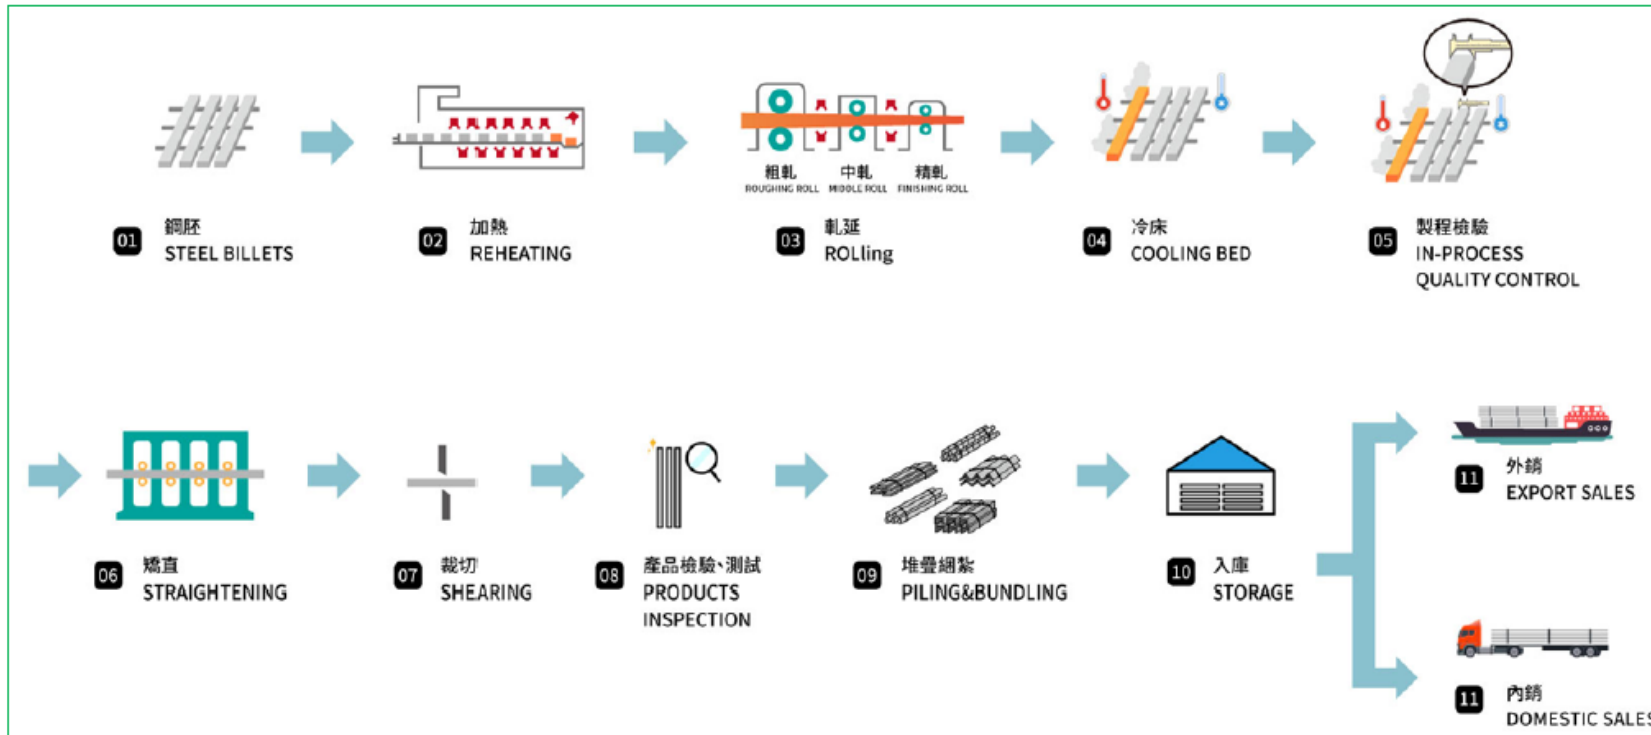 粗軋
ROUGHING ROLL
中軋
MIDDLE ROLL
精軋
FINISHING ROLL
01
鋼胚
STEEL BILLETS
02
加熱
REHEATING
03
軋延
ROLling
04
冷床
COOLING BED
05
製程檢驗
IN-PROCESS
QUALITY CONTROL
06
矯直
STRAIGHTENING
07
裁切
SHEARING
08
產品檢驗、測試
PRODUCTS
INSPECTION
09
堆疊綑紮
PILING&BUNDLING
10
入庫
STORAGE
11
外銷
EXPORT SALES
11
內銷
DOMESTIC SALES